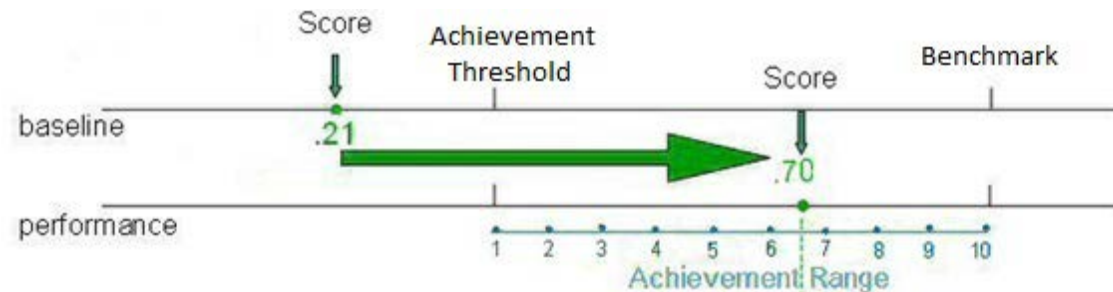 Score
Achievement
Threshold
Score
Benchmark
baseline
.21
.70
performance
1 2 3 4 5 6 7 8 9 10
Achievement Range